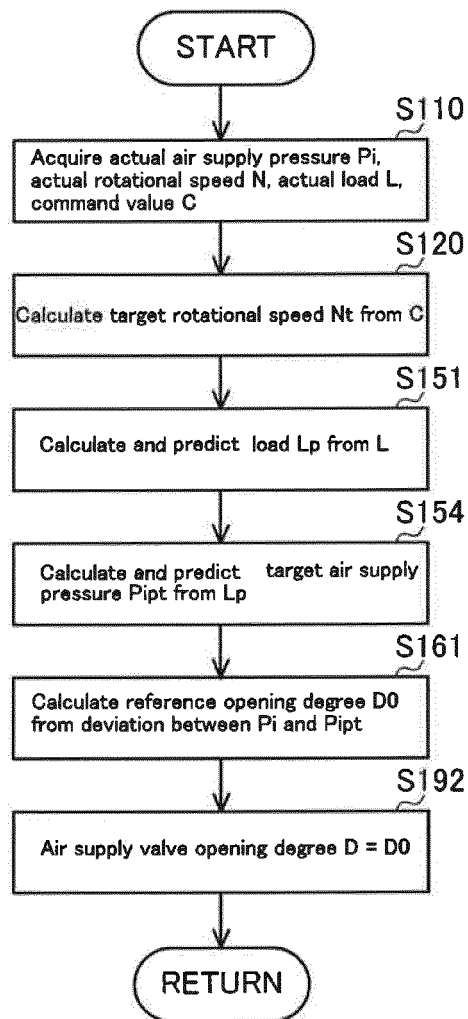 START
S110
Acquire actual air supply pressure Pi,
actual rotational speed N, actual load L,
command value C
S120
Calculate target rotational speed Nt from C
S151
Calculate and predict load Lp from L
S154
Calculate and predict target air supply
pressure Pipt from Lp
S161
Calculate reference opening degree D0
from deviation between Pi and Pipt
S192
Air supply valve opening degree D = D0
RETURN